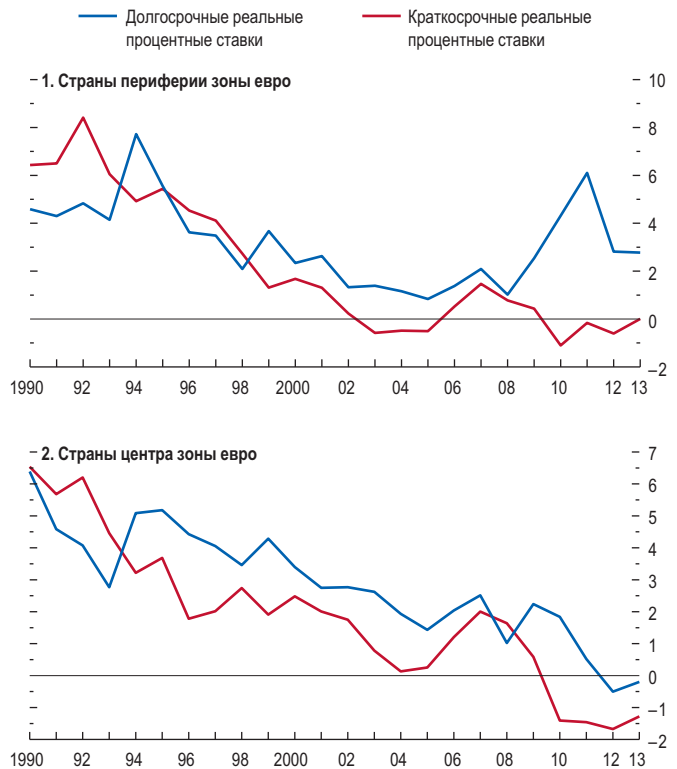 Долгосрочные реальные
процентные ставки
Краткосрочные реальные
процентные ставки
1. Страны периферии зоны евро
10
8
6
4
2
0
–2
1990 92 94 96 98 2000 02 04 06 08 10 12 13
2. Страны центра зоны евро
7
6
5
4
3
2
1
0
–1
–2
1990 92 94 96 98 2000 02 04 06 08 10 12 13